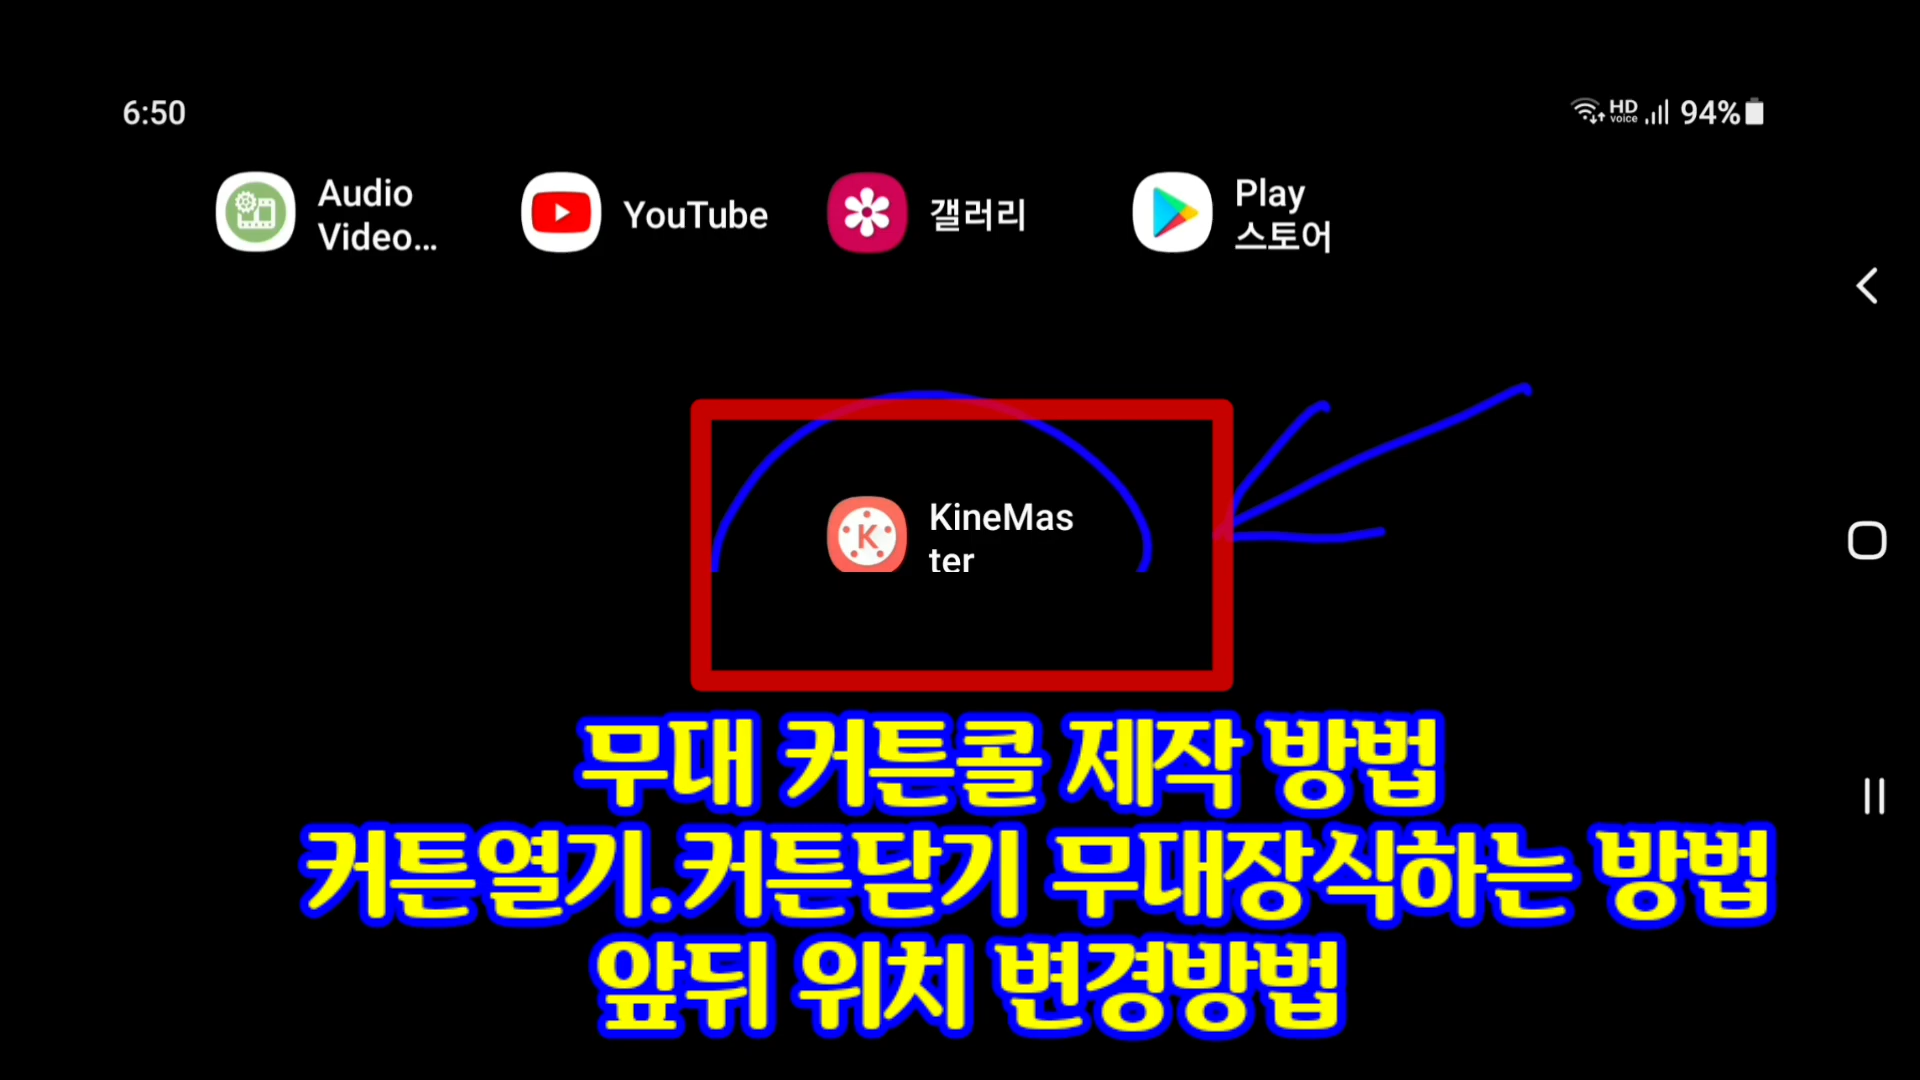 6:50
HD voice 94%
Audio
Video...
YouTube
갤러리
Play
스토어
K
KineMas
ter
무대 커튼콜 제작 방법
커튼열기.커튼닫기 무대장식하는 방법
앞뒤 위치 변경방법